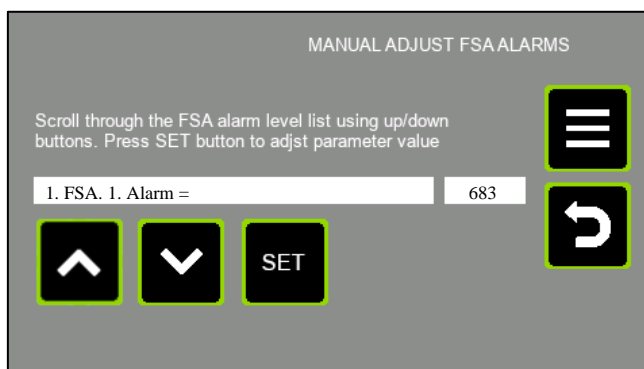 MANUAL ADJUST FSA ALARMS
Scroll through the FSA alarm level list using up/down
buttons. Press SET button to adjst parameter value
1. FSA. 1. Alarm = 683
SET